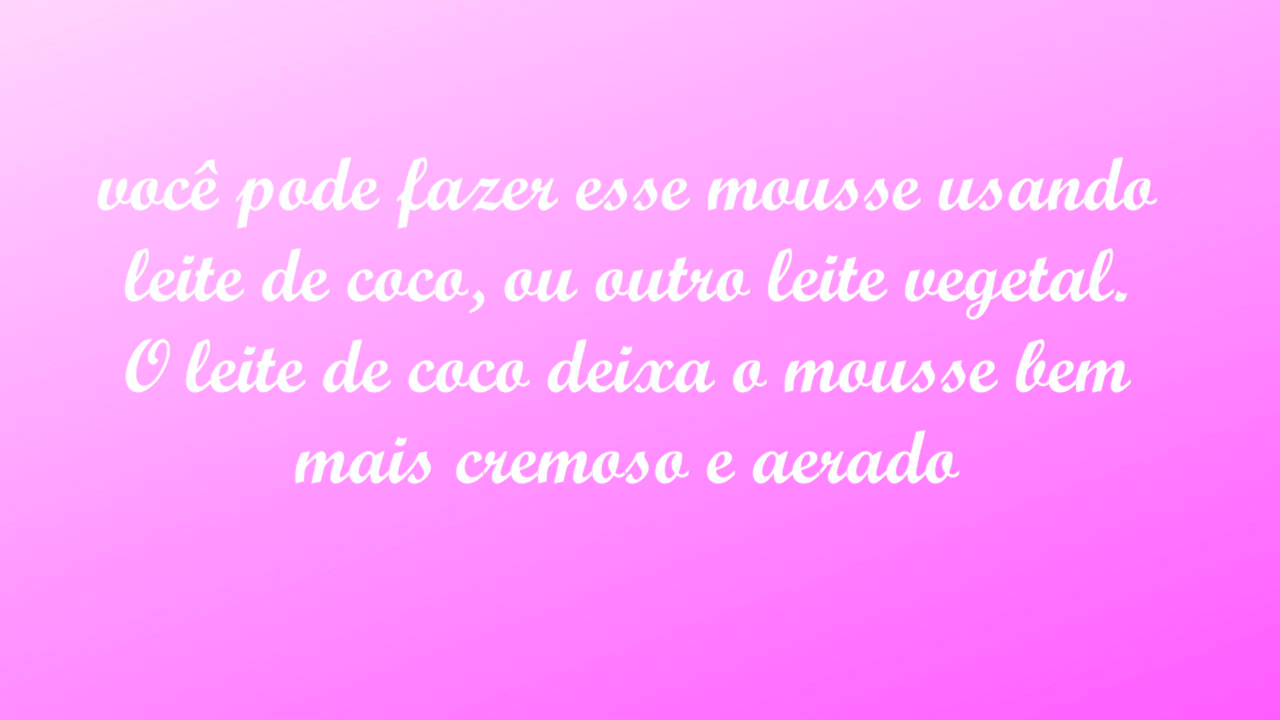 você pode fazer esse mousse usando
leite de coco, ou outro leite vegetal.
O leite de coco deixa o mousse bem
mais cremoso e aerado